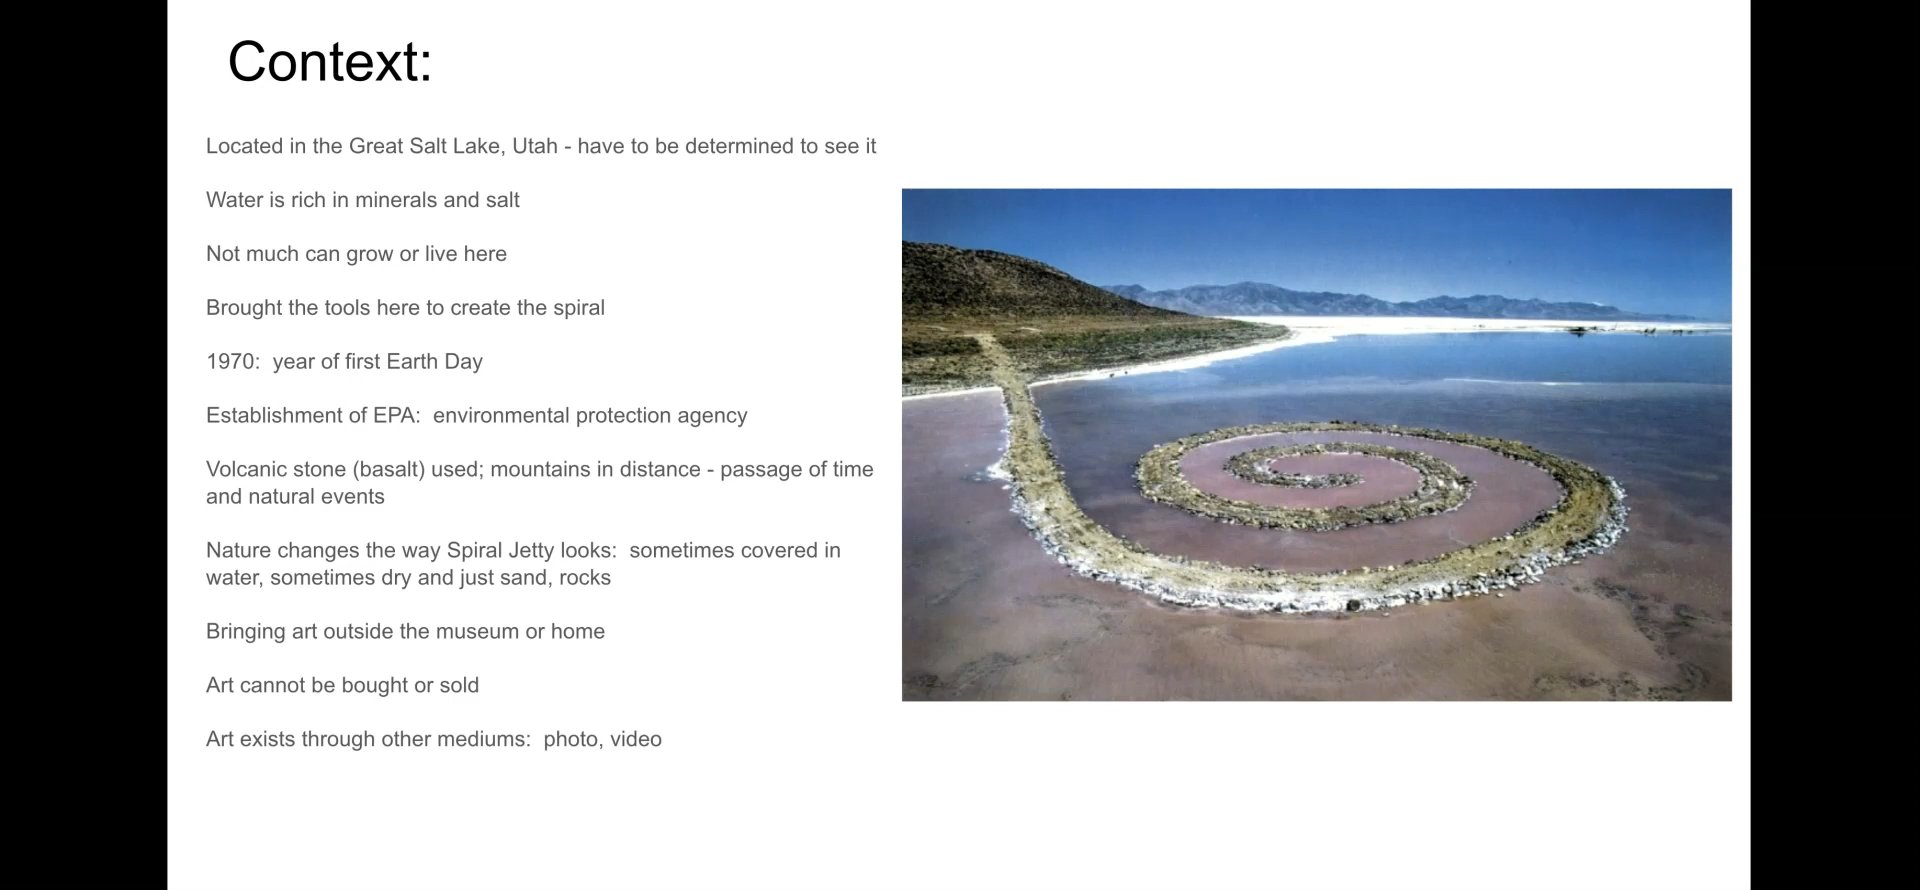 Context:
Located in the Great Salt Lake, Utah - have to be determined to see it
Water is rich in minerals and salt
Not much can grow or live here
Brought the tools here to create the spiral
1970:  year of first Earth Day
Establishment of EPA:  environmental protection agency
Volcanic stone (basalt) used; mountains in distance - passage of time
and natural events
Nature changes the way Spiral Jetty looks:  sometimes covered in
water, sometimes dry and just sand, rocks
Bringing art outside the museum or home
Art cannot be bought or sold
Art exists through other mediums:  photo, video